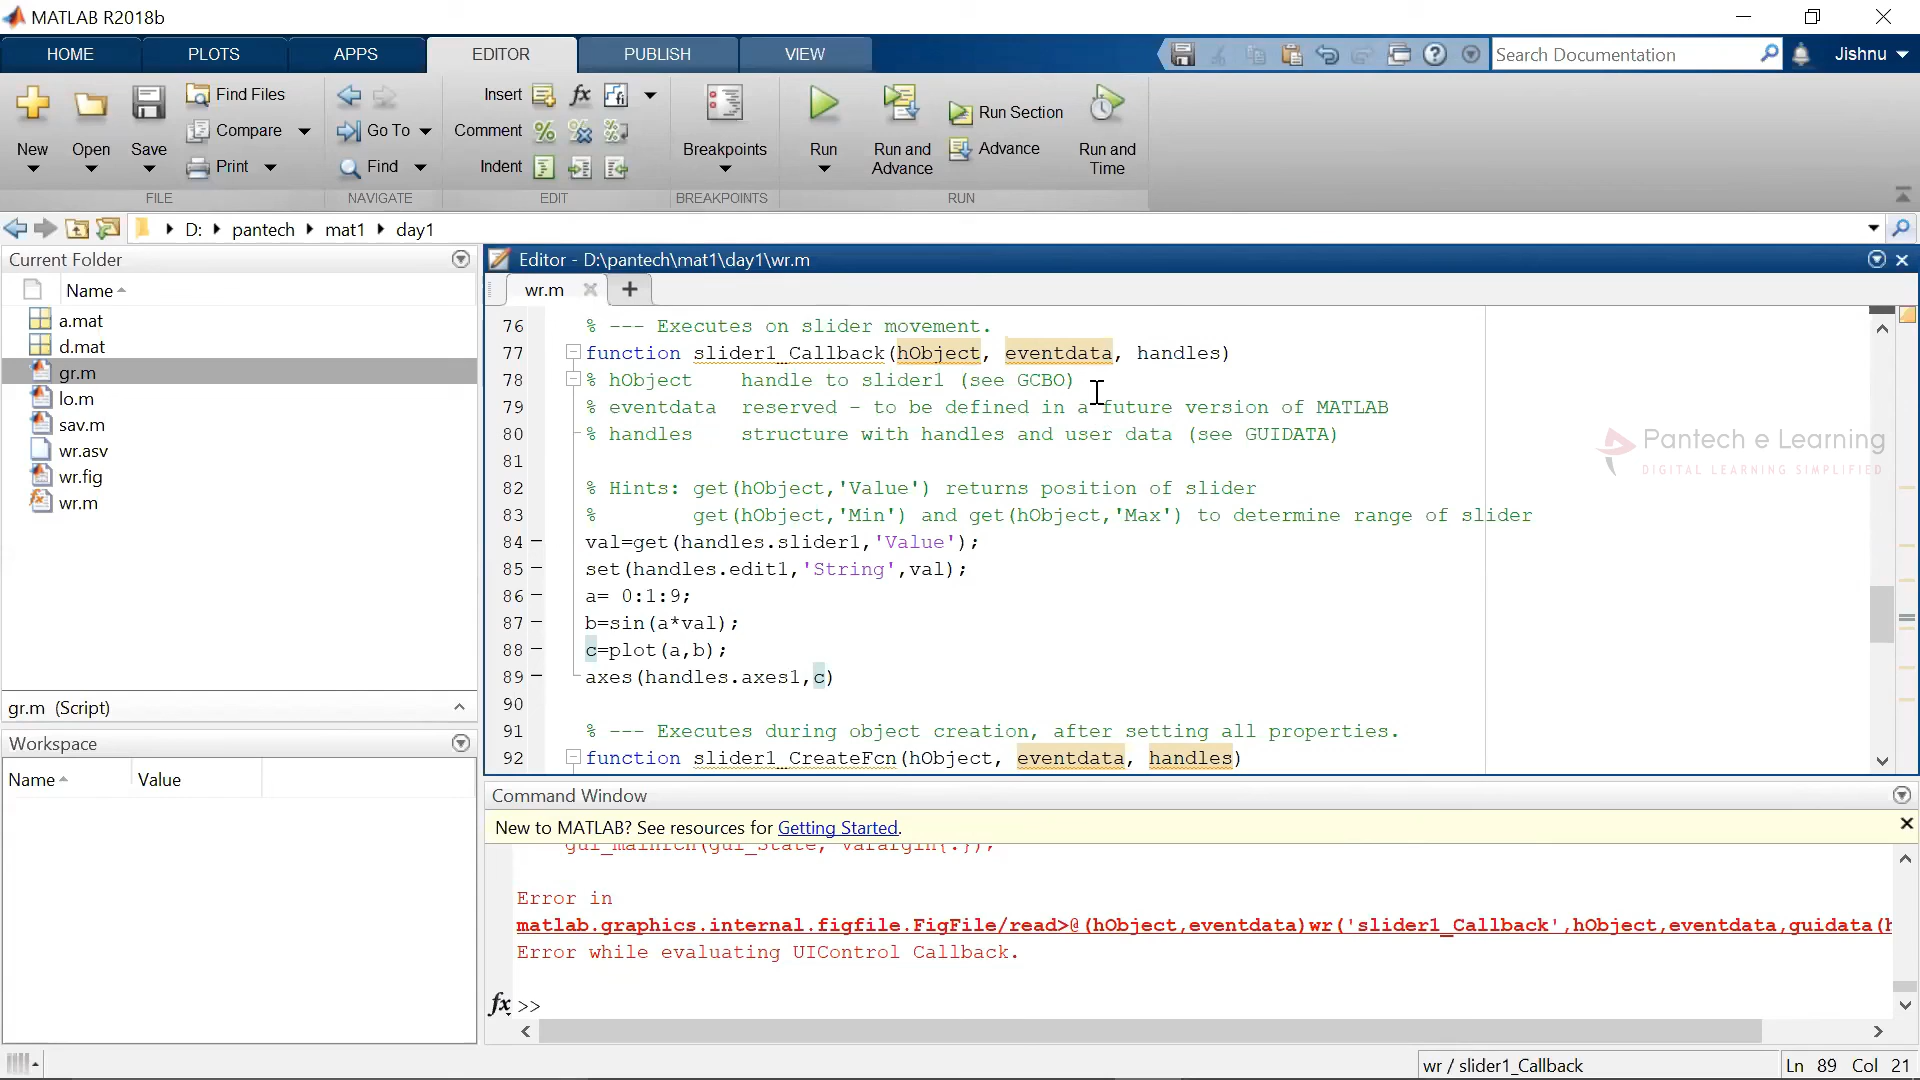 MATLAB R2018b
HOME PLOTS APPS EDITOR PUBLISH VIEW
Search Documentation
Jishnu
New
Open
Save
Find Files
Compare
Print
FILE
Go To
Find
NAVIGATE
Insert
Comment
Indent
EDIT
Breakpoints
BREAKPOINTS
Run
Run and Advance
Run Section
Advance
Run and Time
RUN
D: pantech mat1 day1
Current Folder
Name
a.mat
d.mat
gr.m
lo.m
sav.m
wr.asv
wr.fig
wr.m
gr.m (Script)
Workspace
Name Value
Editor - D:\pantech\mat1\day1\wr.m
wr.m
76 % --- Executes on slider movement.
77 function slider1_Callback(hObject, eventdata, handles)
78 % hObject    handle to slider1 (see GCBO)
79 % eventdata  reserved - to be defined in a future version of MATLAB
80 % handles    structure with handles and user data (see GUIDATA)
81
82 % Hints: get(hObject,'Value') returns position of slider
83 %        get(hObject,'Min') and get(hObject,'Max') to determine range of slider
84 val=get(handles.slider1,'Value');
85 set(handles.edit1,'String',val);
86 a= 0:1:9;
87 b=sin(a*val);
88 c=plot(a,b);
89 axes(handles.axes1,c)
90
91 % --- Executes during object creation, after setting all properties.
92 function slider1_CreateFcn(hObject, eventdata, handles)
Pantech e Learning
DIGITAL LEARNING SIMPLIFIED
Command Window
New to MATLAB? See resources for Getting Started.
gui_mainfcn(gui_State, varargin{:});
Error in
matlab.graphics.internal.figfile.FigFile/read>@(hObject,eventdata)wr('slider1_Callback',hObject,eventdata,guidata(h
Error while evaluating UIControl Callback.
fx >>
wr / slider1_Callback
Ln 89 Col 21